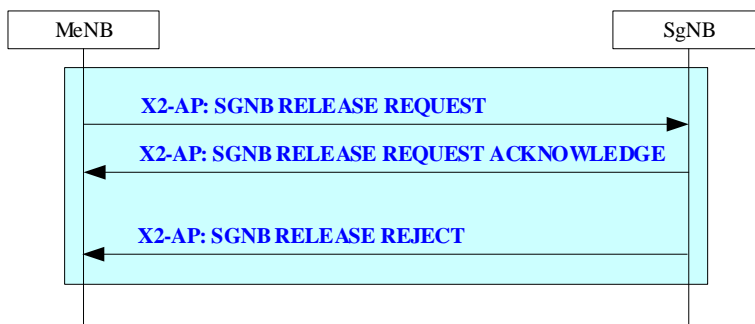 MeNB
SgNB
X2-AP: SGNB RELEASE REQUEST
X2-AP: SGNB RELEASE REQUEST ACKNOWLEDGE
X2-AP: SGNB RELEASE REJECT